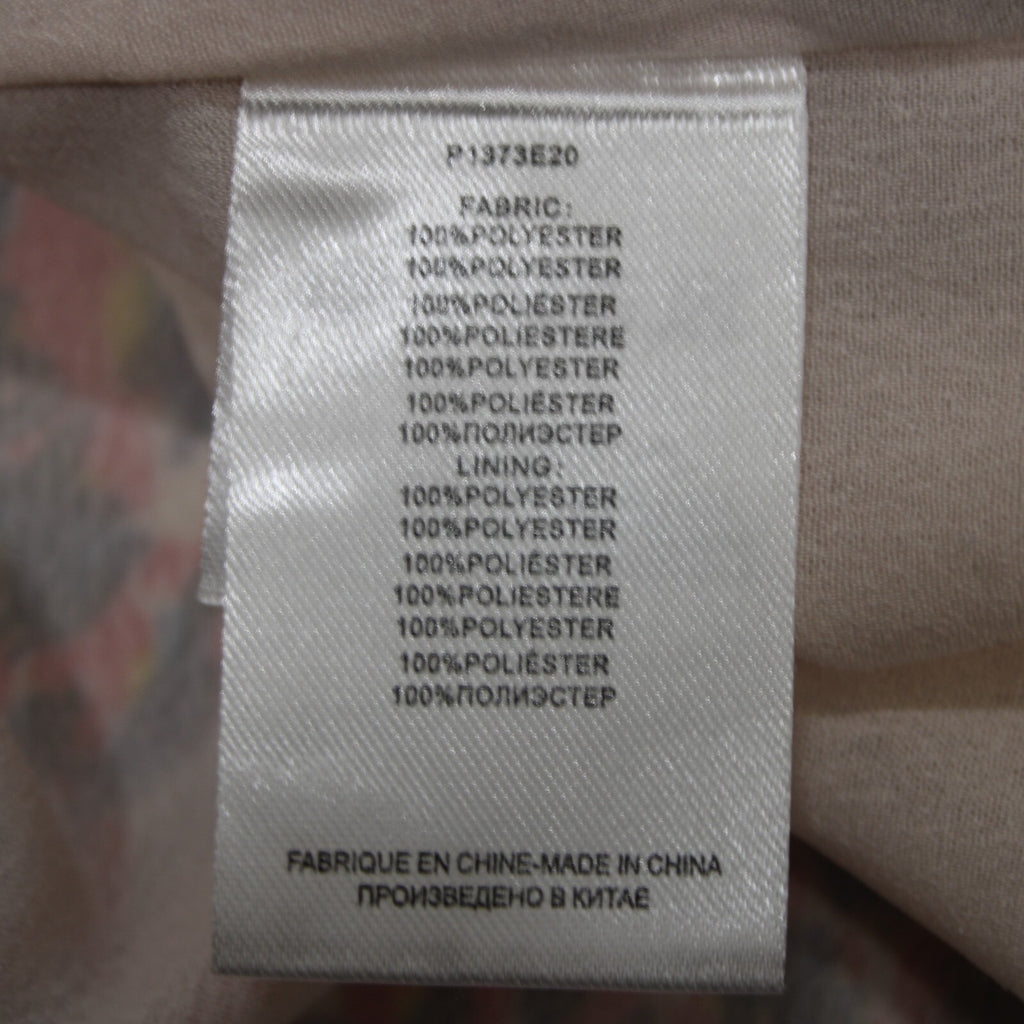 P1373E20
FABRIC:
100%POLYESTER
100%POLYESTER
100%POLIÉSTER
100%POLIESTERE
100%POLYESTER
100%POLIÉSTER
100%ПОЛИЭСТЕР
LINING:
100%POLYESTER
100%POLYESTER
100%POLIÉSTER
100%POLIESTERE
100%POLYESTER
100%POLIÉSTER
100%ПОЛИЭСТЕР
FABRIQUE EN CHINE-MADE IN CHINA
ПРОИЗВЕДЕНО В КИТАЕ